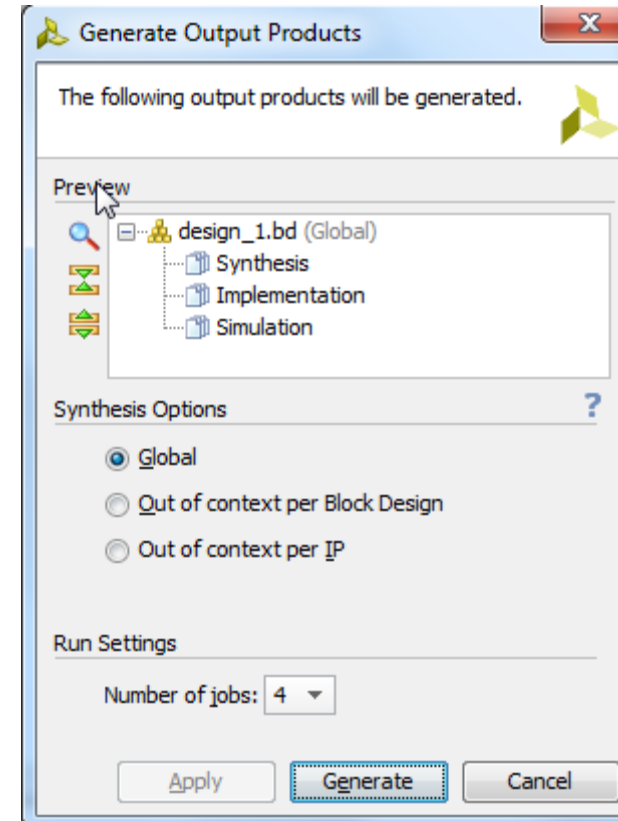 Generate Output Products
The following output products will be generated.
Preview
design_1.bd (Global)
Synthesis
Implementation
Simulation
Synthesis Options
?
Global
Out of context per Block Design
Out of context per IP
Run Settings
Number of jobs: 4
Apply Generate Cancel